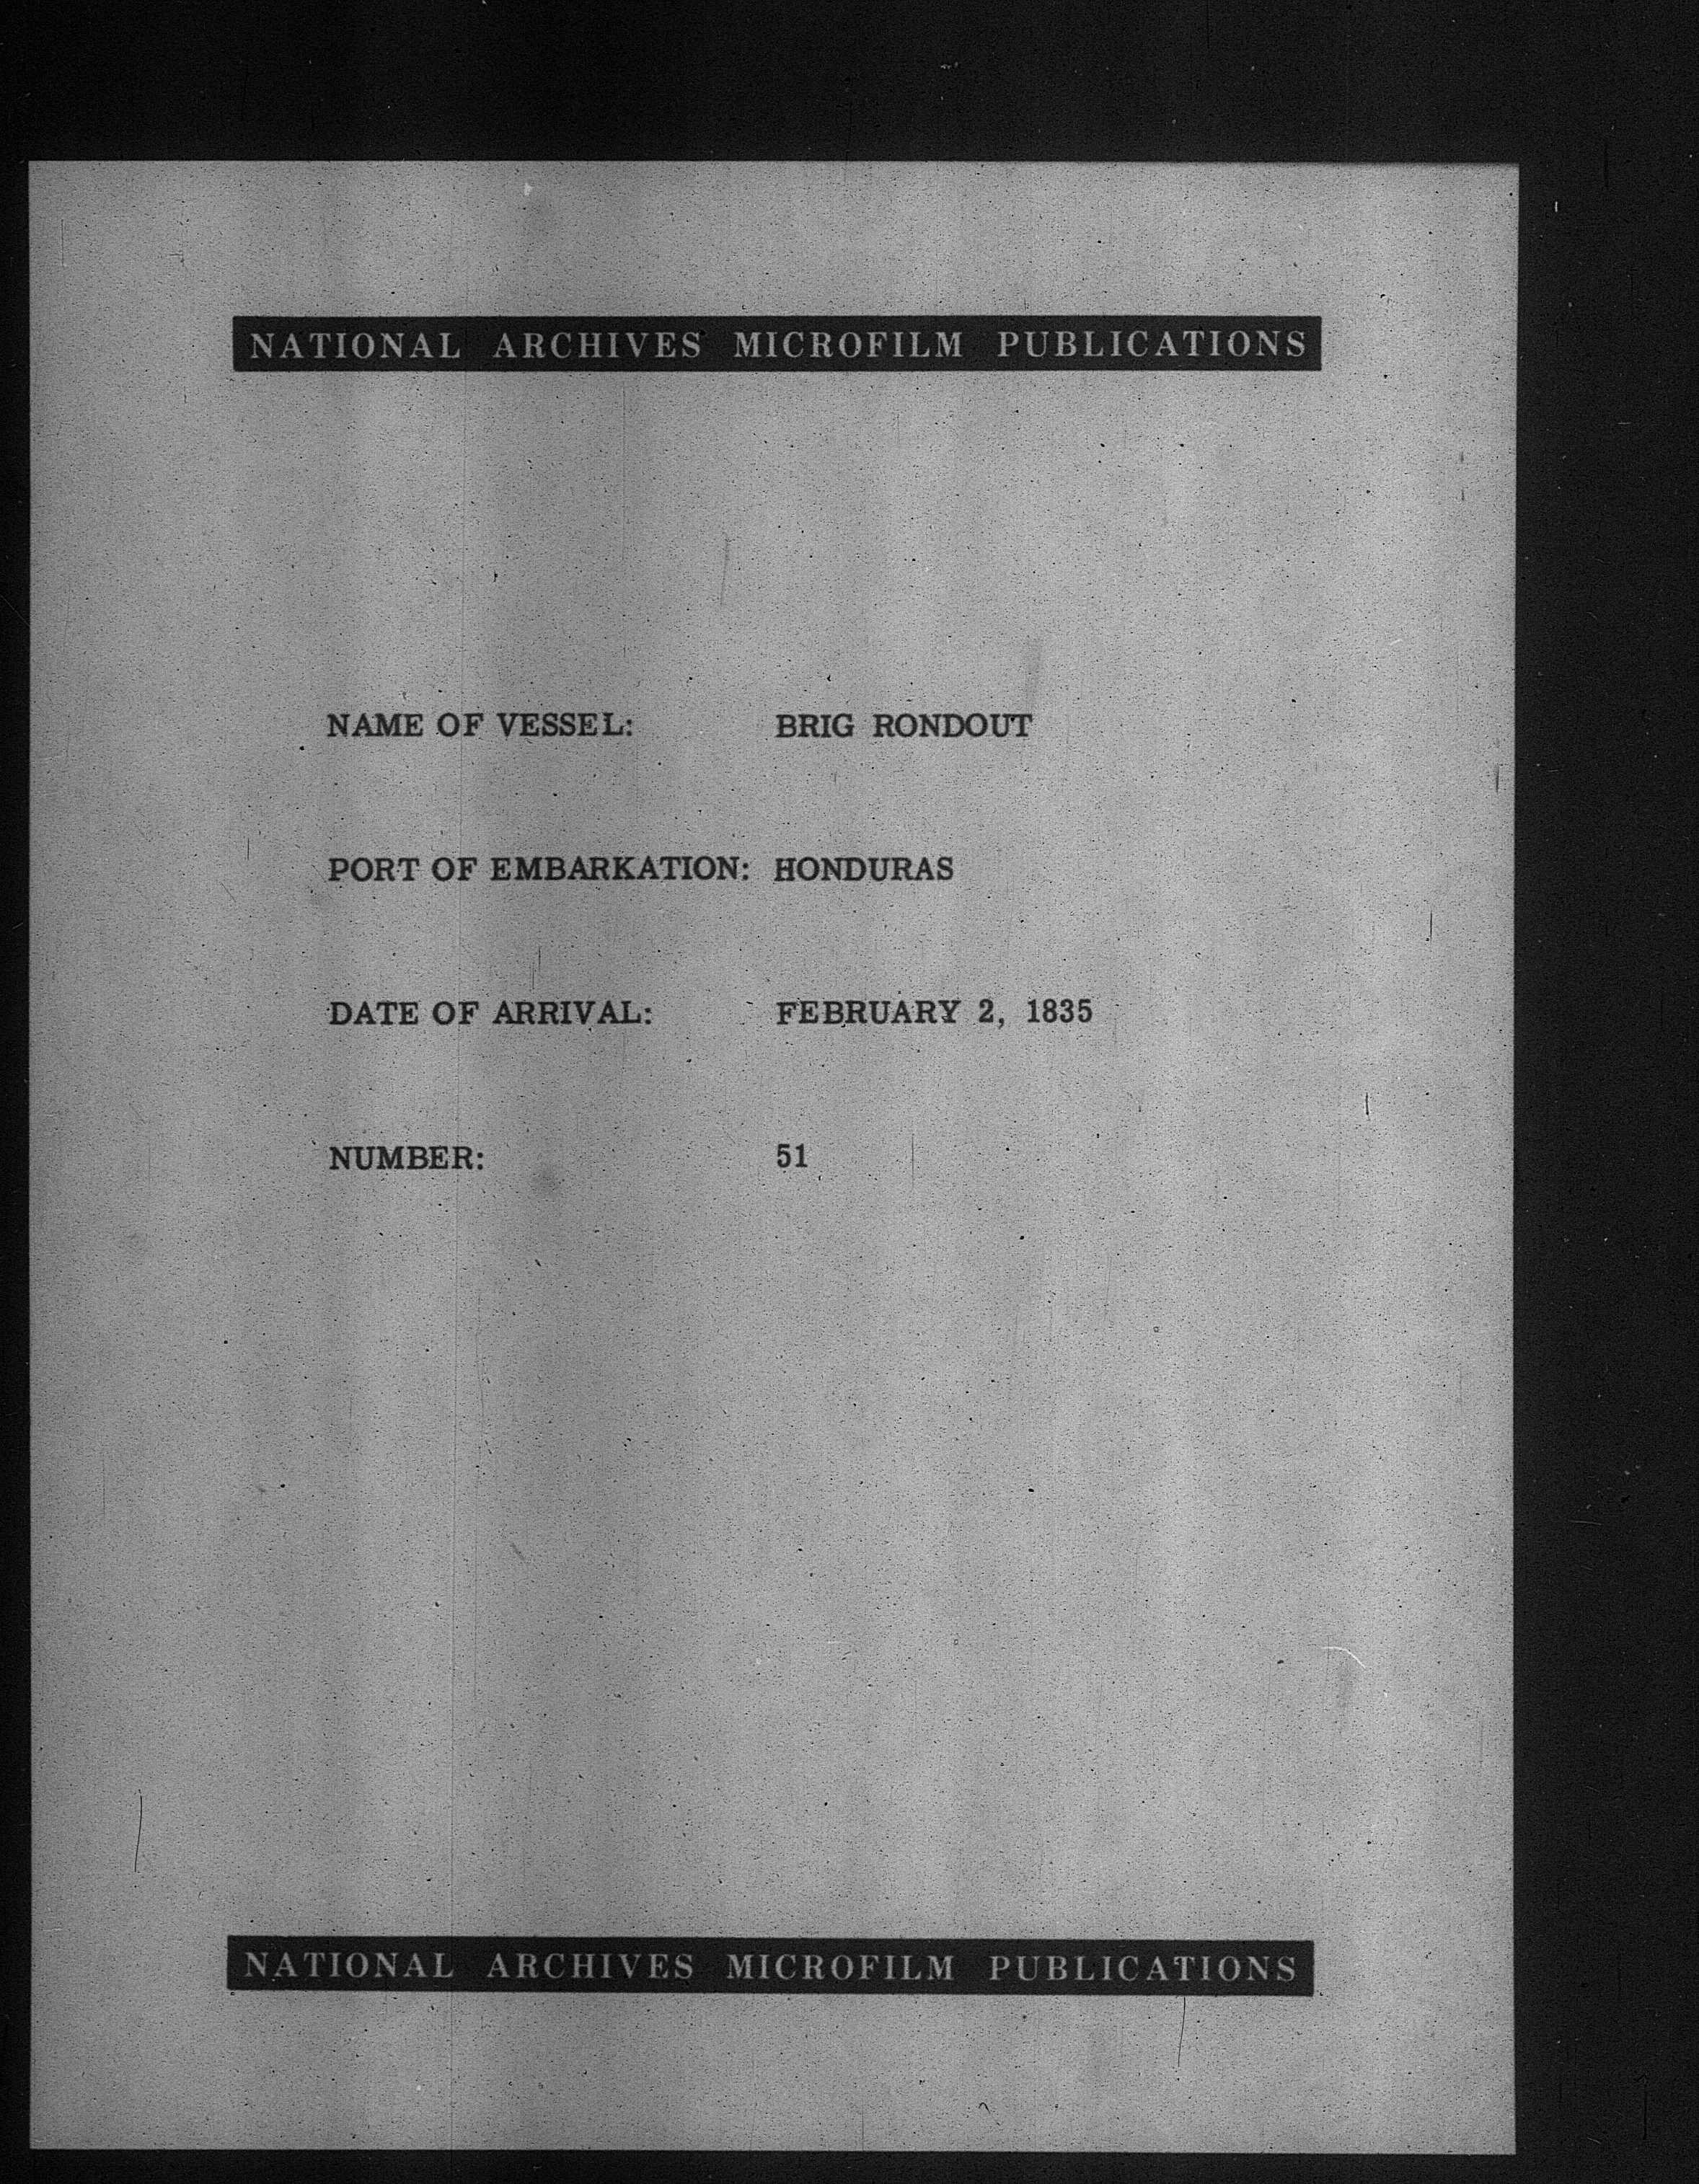 NATIONAL ARCHIVES MICROFILM PUBLICATIONS
NAME OF VESSEL: BRIG RONDOUT
PORT OF EMBARKATION: HONDURAS
DATE OF ARRIVAL: FEBRUARY 2, 1835
NUMBER: 51
NATIONAL ARCHIVES MICROFILM PUBLICATIONS